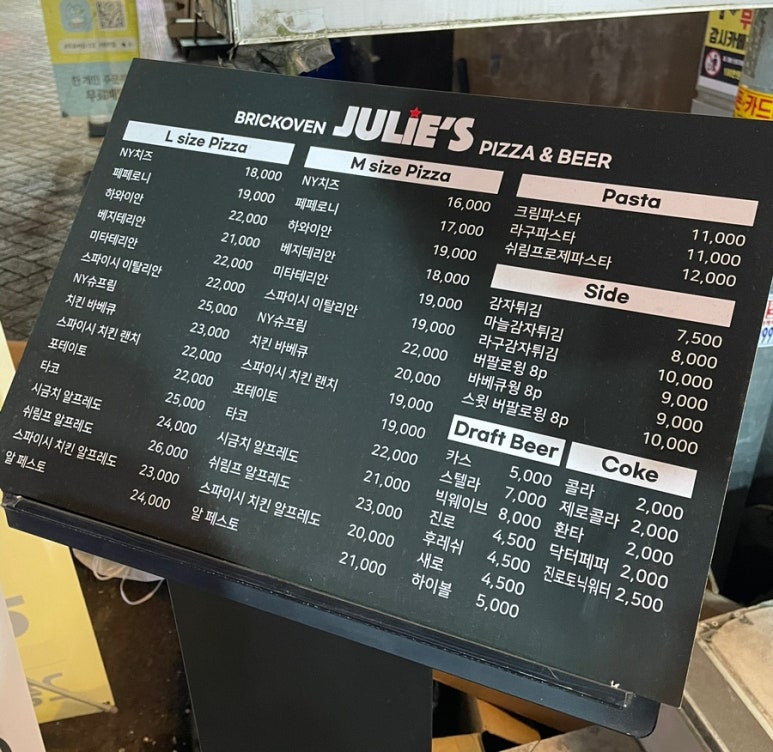 BRICKOVEN JULIE'S PIZZA & BEER
L size Pizza
NY치즈 18,000
페페로니 19,000
하와이안 22,000
베지테리안 21,000
미타테리안 22,000
스파이시 이탈리안 22,000
NY슈프림 25,000
치킨 바베큐 23,000
스파이시 치킨 랜치 22,000
포테이토 22,000
타코 25,000
시금치 알프레도 24,000
쉬림프 알프레도 26,000
스파이시 치킨 알프레도 23,000
알 페스토 24,000
M size Pizza
NY치즈 16,000
페페로니 17,000
하와이안 19,000
베지테리안 18,000
미타테리안 19,000
스파이시 이탈리안 19,000
NY슈프림 22,000
치킨 바베큐 20,000
스파이시 치킨 랜치 19,000
포테이토 19,000
타코 22,000
시금치 알프레도 21,000
쉬림프 알프레도 23,000
스파이시 치킨 알프레도 20,000
알 페스토 21,000
Pasta
크림파스타 11,000
라구파스타 11,000
쉬림프로제파스타 12,000
Side
감자튀김 7,500
마늘감자튀김 8,000
라구감자튀김 10,000
버팔로윙 8p 9,000
바베큐윙 8p 9,000
스윗 버팔로윙 8p 10,000
Draft Beer
카스 5,000
스텔라 7,000
빅웨이브 8,000
진로 4,500
후레쉬 4,500
새로 4,500
하이볼 5,000
Coke
콜라 2,000
제로콜라 2,000
환타 2,000
닥터페퍼 2,000
진로토닉워터 2,500
한 개만
카드